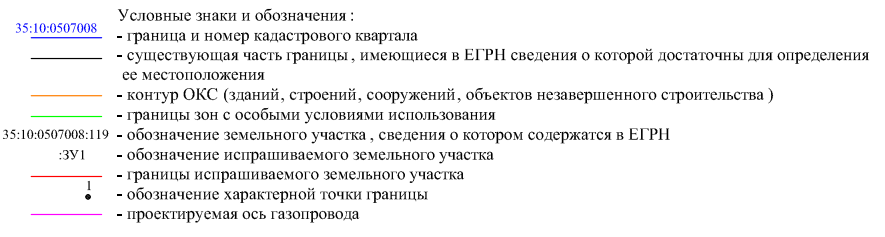 Условные знаки и обозначения :
35:10:0507008 - граница и номер кадастрового квартала
- существующая часть границы , имеющиеся в ЕГРН сведения о которой достаточны для определения
ее местоположения
- контур ОКС (зданий, строений, сооружений, объектов незавершенного строительства )
- границы зон с особыми условиями использования
35:10:0507008:119 - обозначение земельного участка , сведения о котором содержатся в ЕГРН
:ЗУ1 - обозначение испрашиваемого земельного участка
- границы испрашиваемого земельного участка
1 - обозначение характерной точки границы
- проектируемая ось газопровода